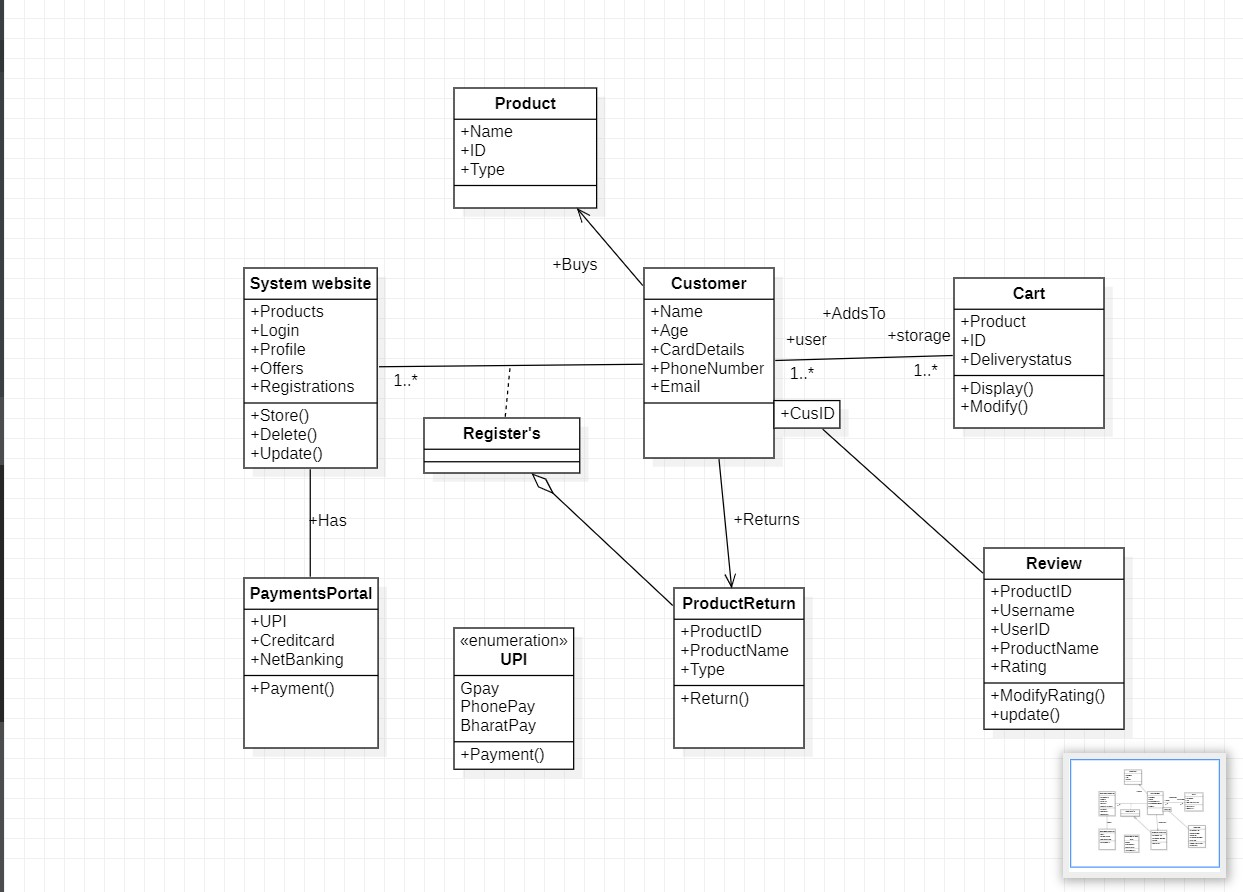 Product
+Name
+ID
+Type
+Buys
System website
+Products
+Login
+Profile
+Offers
+Registrations
+Store()
+Delete()
+Update()
1..*
Register's
Customer
+Name
+Age
+CardDetails
+PhoneNumber
+Email
+CusID
+AddsTo
+user
+storage
1..*
1..*
Cart
+Product
+ID
+Deliverystatus
+Display()
+Modify()
+Has
+Returns
PaymentsPortal
+UPI
+Creditcard
+NetBanking
+Payment()
«enumeration»
UPI
Gpay
PhonePay
BharatPay
+Payment()
ProductReturn
+ProductID
+ProductName
+Type
+Return()
Review
+ProductID
+Username
+UserID
+ProductName
+Rating
+ModifyRating()
+update()